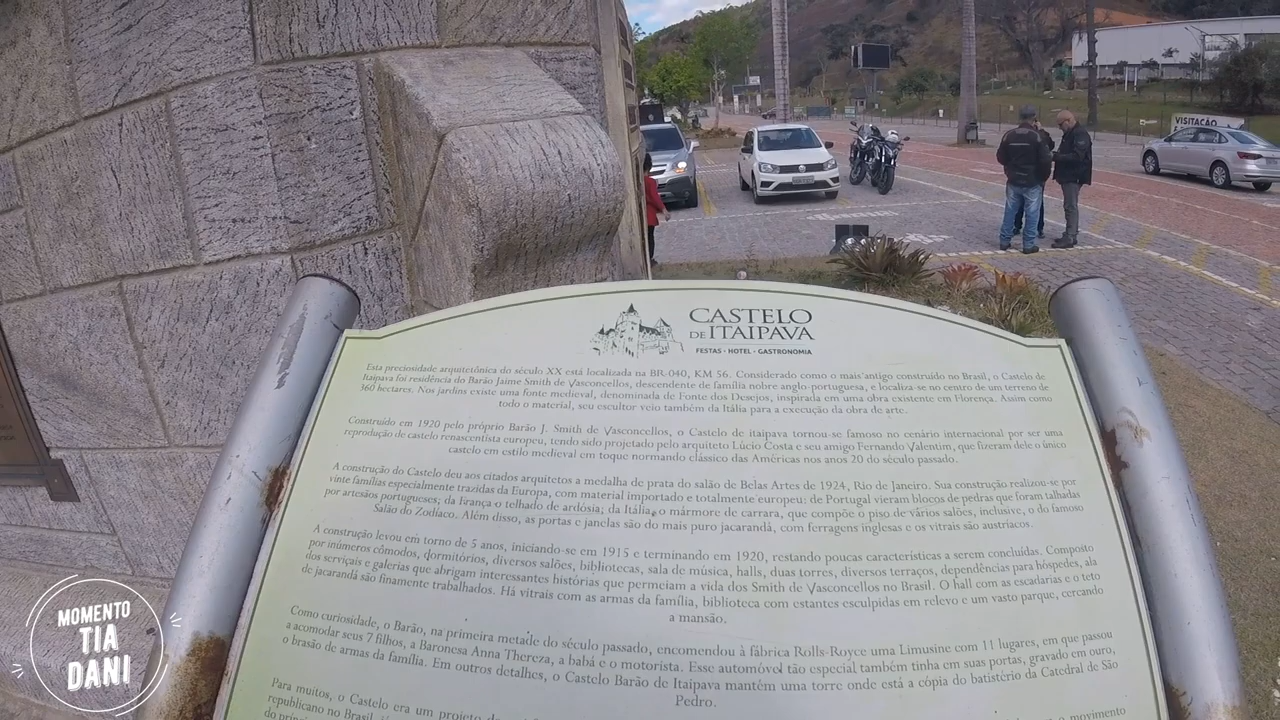 VISITAÇÃO
CASTELO
DE ITAIPAVA
FESTAS • HOTEL • GASTRONOMIA
Esta preciosidade arquitetônica do século XX está localizada na BR-040, KM 56. Considerado como o mais antigo construído no Brasil, o Castelo de
Itaipava foi residência do Barão Jaime Smith de Vasconcellos, descendente de família nobre anglo-portuguesa, e localiza-se no centro de um terreno de
360 hectares. Nos jardins existe uma fonte medieval, denominada de Fonte dos Desejos, inspirada em uma obra existente em Florença. Assim como
todo o material, seu escultor veio também da Itália para a execução da obra de arte.
Construído em 1920 pelo próprio Barão J. Smith de Vasconcellos, o Castelo de itaipava tornou-se famoso no cenário internacional por ser uma
reprodução de castelo renascentista europeu, tendo sido projetado pelo arquiteto Lúcio Costa e seu amigo Fernando Valentim, que fizeram dele o único
castelo em estilo medieval em toque normando clássico das Américas nos anos 20 do século passado.
A construção do Castelo deu aos citados arquitetos a medalha de prata do salão de Belas Artes de 1924, Rio de Janeiro. Sua construção realizou-se por
vinte famílias especialmente trazidas da Europa, com material importado e totalmente europeu: de Portugal vieram blocos de pedras que foram talhadas
por artesãos portugueses; da França o telhado de ardósia; da Itália o mármore de carrara, que compõe o piso de vários salões, inclusive, o do famoso
Salão do Zodíaco. Além disso, as portas e janelas são do mais puro jacarandá, com ferragens inglesas e os vitrais são austríacos.
A construção levou em torno de 5 anos, iniciando-se em 1915 e terminando em 1920, restando poucas características a serem concluídas. Composto
por inúmeros cômodos, dormitórios, diversos salões, bibliotecas, sala de música, halls, duas torres, diversos terraços, dependências para hóspedes, ala
dos serviçais e galerias que abrigam interessantes histórias que permeiam a vida dos Smith de Vasconcellos no Brasil. O hall com as escadarias e o teto
de jacarandá são finamente trabalhados. Há vitrais com as armas da família, biblioteca com estantes esculpidas em relevo e um vasto parque, cercando
a mansão.
Como curiosidade, o Barão, na primeira metade do século passado, encomendou à fábrica Rolls-Royce uma Limusine com 11 lugares, em que passou
a acomodar seus 7 filhos, a Baronesa Anna Thereza, a babá e o motorista. Esse automóvel tão especial também tinha em suas portas, gravado em ouro,
o brasão de armas da família. Em outros detalhes, o Castelo Barão de Itaipava mantém uma torre onde está a cópia do batistério da Catedral de São
Pedro.
Para muitos, o Castelo era um projeto
movimento
republicano no Brasil
MOMENTO
TIA
DANI